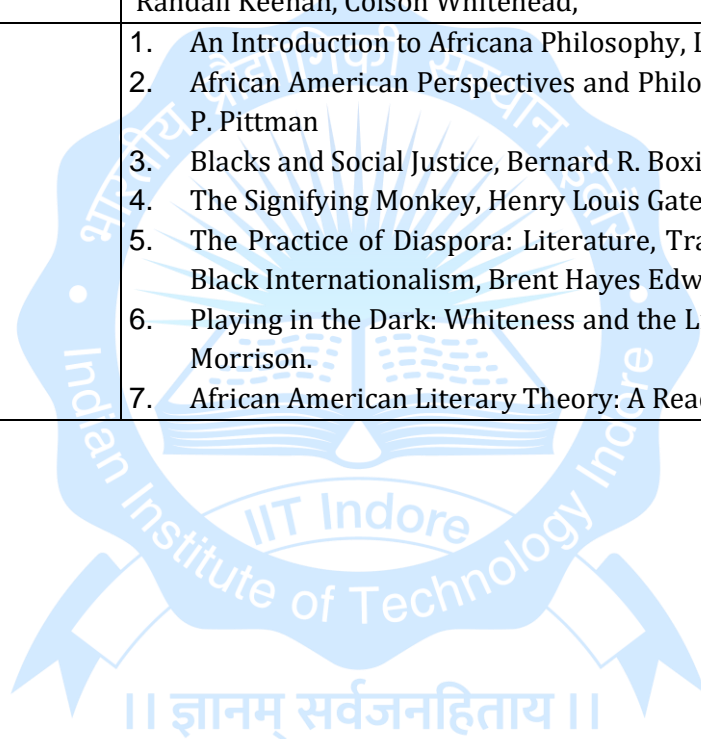 Randall Keenan, Colson Whitehead,
1. An Introduction to Africana Philosophy,
2. African American Perspectives and Philo
P. Pittman
3. Blacks and Social Justice, Bernard R. Boxi
4. The Signifying Monkey, Henry Louis Gate
5. The Practice of Diaspora: Literature, Tra
Black Internationalism, Brent Hayes Edw
6. Playing in the Dark: Whiteness and the L
Morrison.
7. African American Literary Theory: A Rea
भारतीय प्रौद्योगिकी संस्थान इंदौर
Indian Institute of Technology Indore
IIT Indore
।। ज्ञानम् सर्वजनहिताय ।।